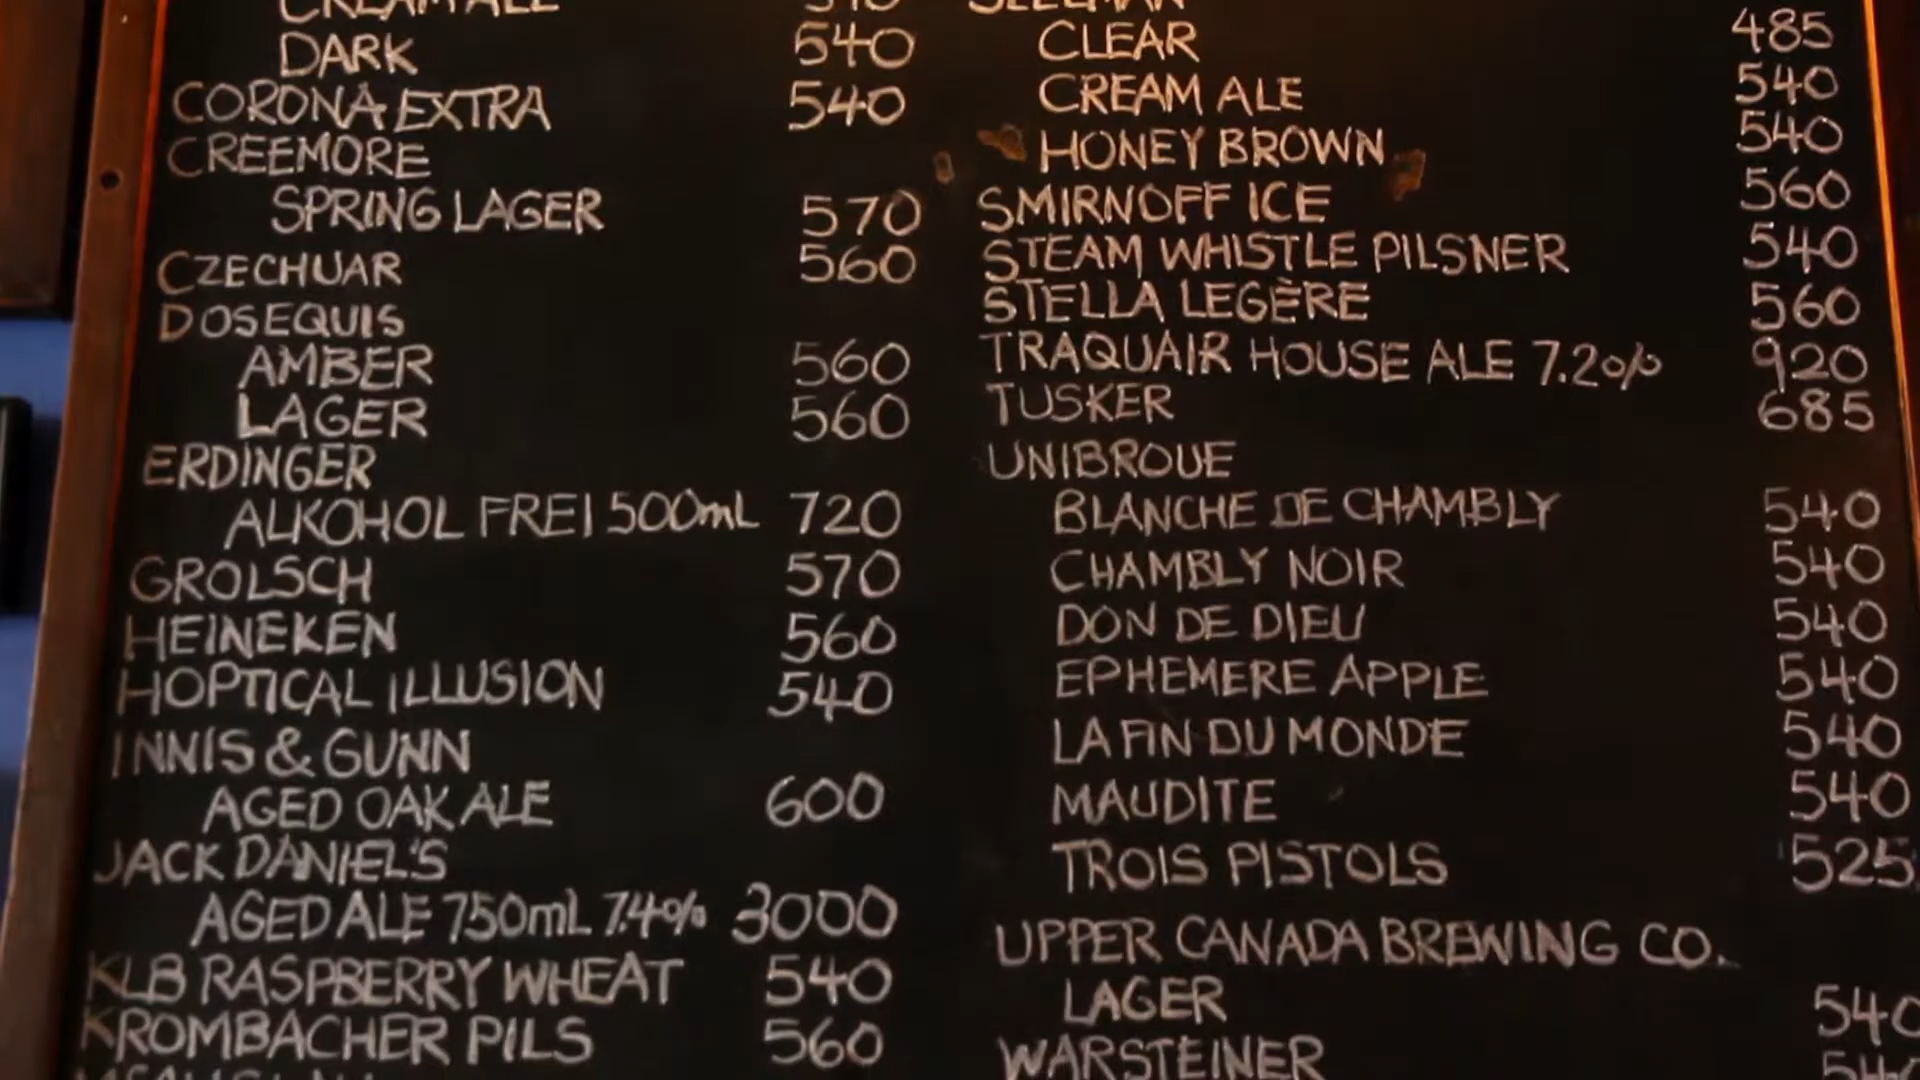 CREAM ALE 540
DARK 540
CORONA EXTRA 540
CREEMORE
SPRING LAGER 570
CZECHUAR 560
DOSEQUIS
AMBER 560
LAGER 560
ERDINGER
ALKOHOL FREI 500mL 720
GROLSCH 570
HEINEKEN 560
HOPTICAL ILLUSION 540
INNIS & GUNN
AGED OAK ALE 600
JACK DANIEL'S
AGED ALE 750mL 7.4% 3000
KLB RASPBERRY WHEAT 540
KROMBACHER PILS 560
SLEEMAN
CLEAR 485
CREAM ALE 540
HONEY BROWN 540
SMIRNOFF ICE 560
STEAM WHISTLE PILSNER 540
STELLA LEGÈRE 560
TRAQUAIR HOUSE ALE 7.2% 920
TUSKER 685
UNIBROUE
BLANCHE DE CHAMBLY 540
CHAMBLY NOIR 540
DON DE DIEU 540
EPHEMERE APPLE 540
LA FIN DU MONDE 540
MAUDITE 540
TROIS PISTOLS 525
UPPER CANADA BREWING CO.
LAGER 540
WARSTEINER